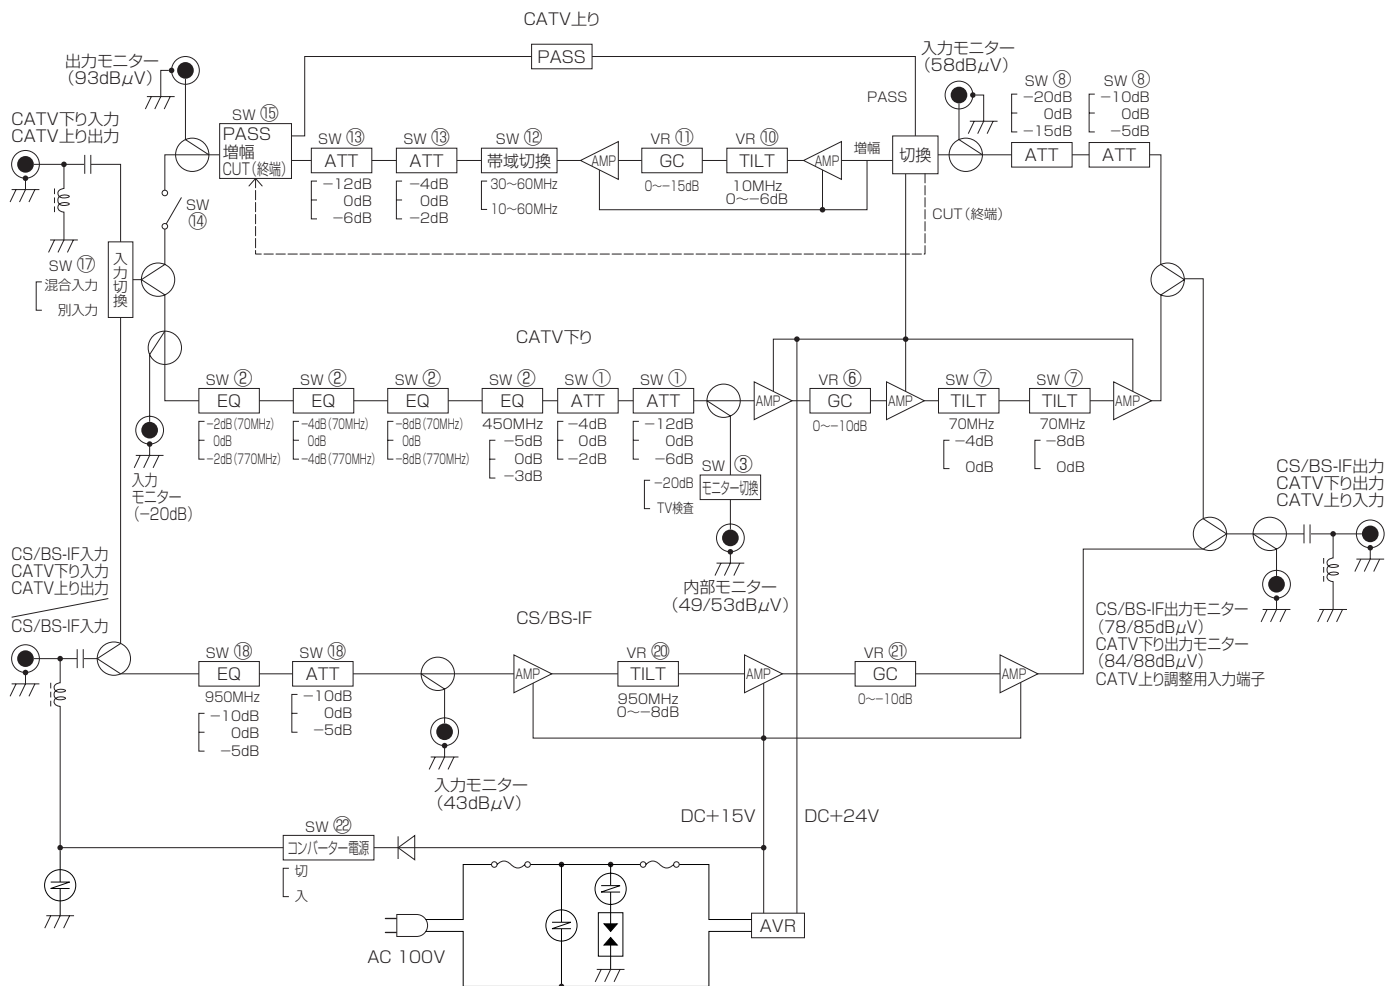 CATV上り
PASS
出力モニター
(93dBμV)
入力モニター
(58dBμV)
PASS
SW ⑧
−20dB
0dB
−15dB
ATT
SW ⑧
−10dB
0dB
−5dB
ATT
CATV下り入力
CATV上り出力
SW ⑮
PASS
増幅
CUT(終端)
SW ⑬
ATT
−12dB
0dB
−6dB
SW ⑬
ATT
−4dB
0dB
−2dB
SW ⑫
帯域切換
30~60MHz
10~60MHz
AMP
VR ⑪
GC
0~−15dB
VR ⑩
TILT
10MHz
0~−6dB
AMP
増幅
切換
CUT(終端)
SW
⑭
SW ⑰
混合入力
別入力
入力切換
CATV下り
SW ②
EQ
−2dB(70MHz)
0dB
−2dB(770MHz)
SW ②
EQ
−4dB(70MHz)
0dB
−4dB(770MHz)
SW ②
EQ
−8dB(70MHz)
0dB
−8dB(770MHz)
SW ②
EQ
450MHz
−5dB
0dB
−3dB
SW ①
ATT
−4dB
0dB
−2dB
SW ①
ATT
−12dB
0dB
−6dB
AMP
VR ⑥
GC
0~−10dB
AMP
SW ⑦
TILT
70MHz
−4dB
0dB
SW ⑦
TILT
70MHz
−8dB
0dB
AMP
入力
モニター
(−20dB)
SW ③
−20dB
TV検査
モニター切換
内部モニター
(49/53dBμV)
CS/BS-IF出力
CATV下り出力
CATV上り入力
CS/BS-IF入力
CATV下り入力
CATV上り出力
CS/BS-IF入力
CS/BS-IF
CS/BS-IF出力モニター
(78/85dBμV)
CATV下り出力モニター
(84/88dBμV)
CATV上り調整用入力端子
SW ⑱
EQ
950MHz
−10dB
0dB
−5dB
SW ⑱
ATT
−10dB
0dB
−5dB
AMP
VR ⑳
TILT
950MHz
0~−8dB
AMP
VR ㉑
GC
0~−10dB
AMP
入力モニター
(43dBμV)
DC+15V
DC+24V
SW ㉒
コンバーター電源
切
入
AC 100V
AVR